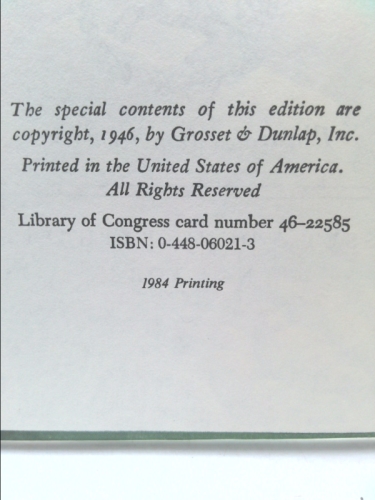 The special contents of this edition are
copyright, 1946, by Grosset & Dunlap, Inc.
Printed in the United States of America.
All Rights Reserved
Library of Congress card number 46–22585
ISBN: 0-448-06021-3
1984 Printing